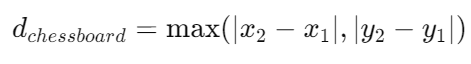 d_{chessboard} = max(|x_2 − x_1|, |y_2 − y_1|)